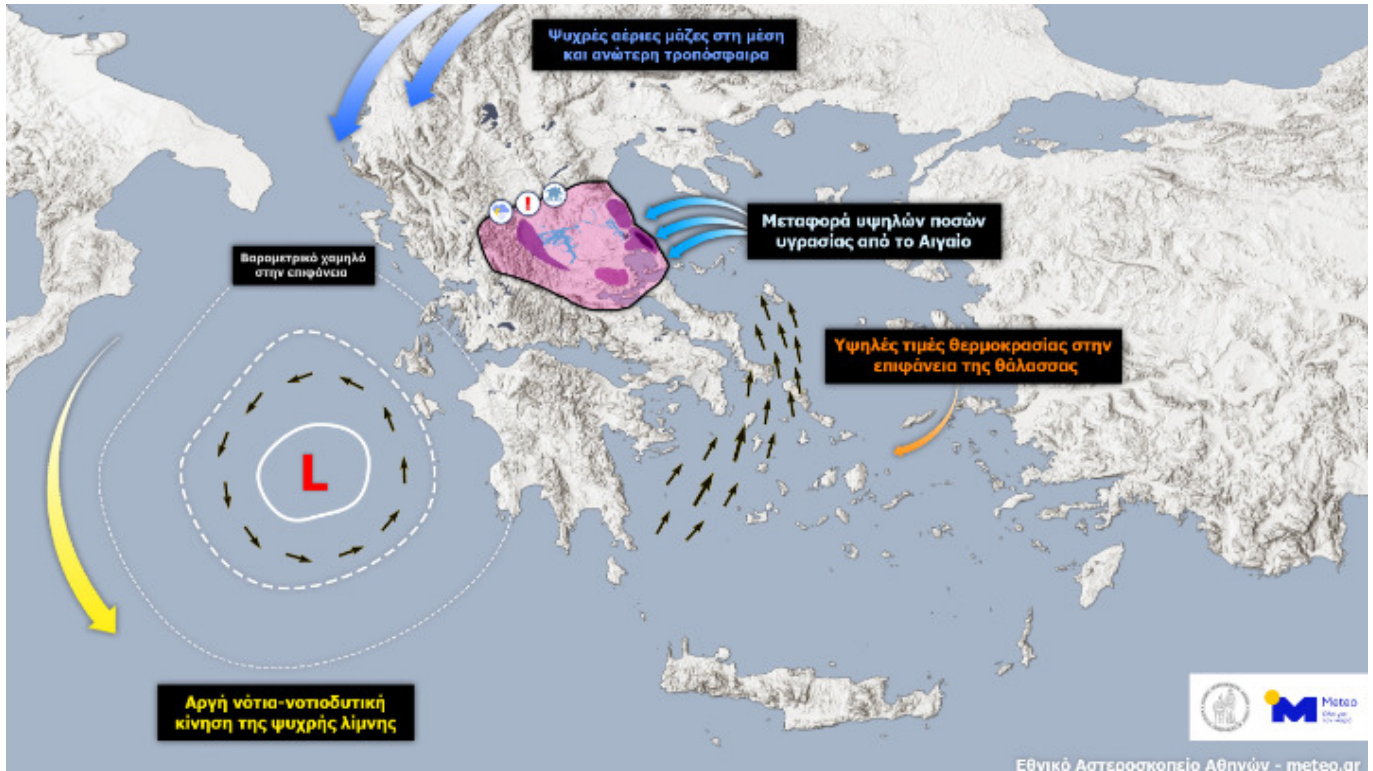 Ψυχρές αέριες μάζες στη μέση
και ανώτερη τροπόσφαιρα
Μεταφορά υψηλών ποσών
υγρασίας από το Αιγαίο
Βαρομετρικό χαμηλό
στην επιφάνεια
Υψηλές τιμές θερμοκρασίας στην
επιφάνεια της θάλασσας
L
Αργή νότια-νοτιοδυτική
κίνηση της ψυχρής λίμνης
M Meteo
Εθνικό Αστεροσκοπείο Αθηνών - meteo.gr